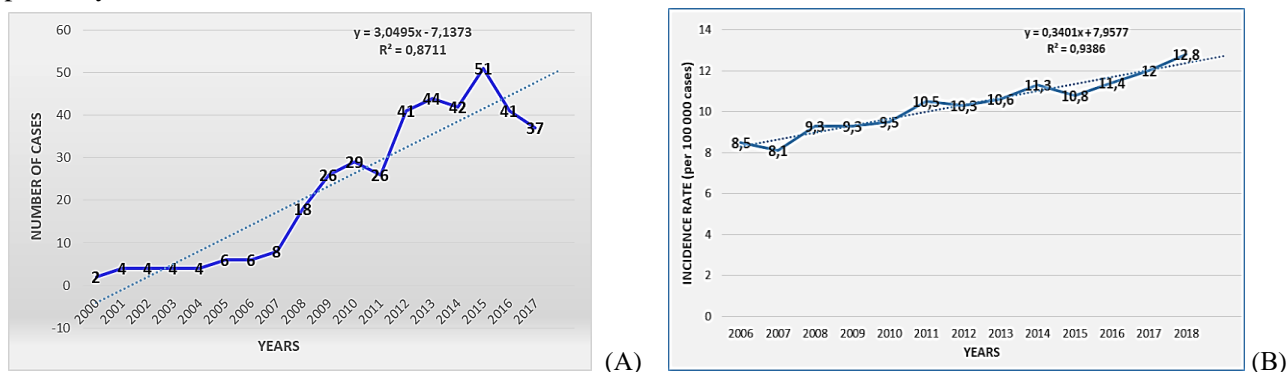 y = 3,0495x - 7,1373
R² = 0,8711
60
50
40
30
20
10
0
-10
NUMBER OF CASES
2 4 4 4 4 6 6 8 18 26 29 26 41 44 42 51 41 37
2000 2001 2002 2003 2004 2005 2006 2007 2008 2009 2010 2011 2012 2013 2014 2015 2016 2017
YEARS
(A)
y = 0,3401x + 7,9577
R² = 0,9386
14
12
10
8
6
4
2
0
INCIDENCE RATE (per 100 000 cases)
8,5 8,1 9,3 9,3 9,5 10,5 10,3 10,6 11,3 10,8 11,4 12 12,8
2006 2007 2008 2009 2010 2011 2012 2013 2014 2015 2016 2017 2018
YEARS
(B)